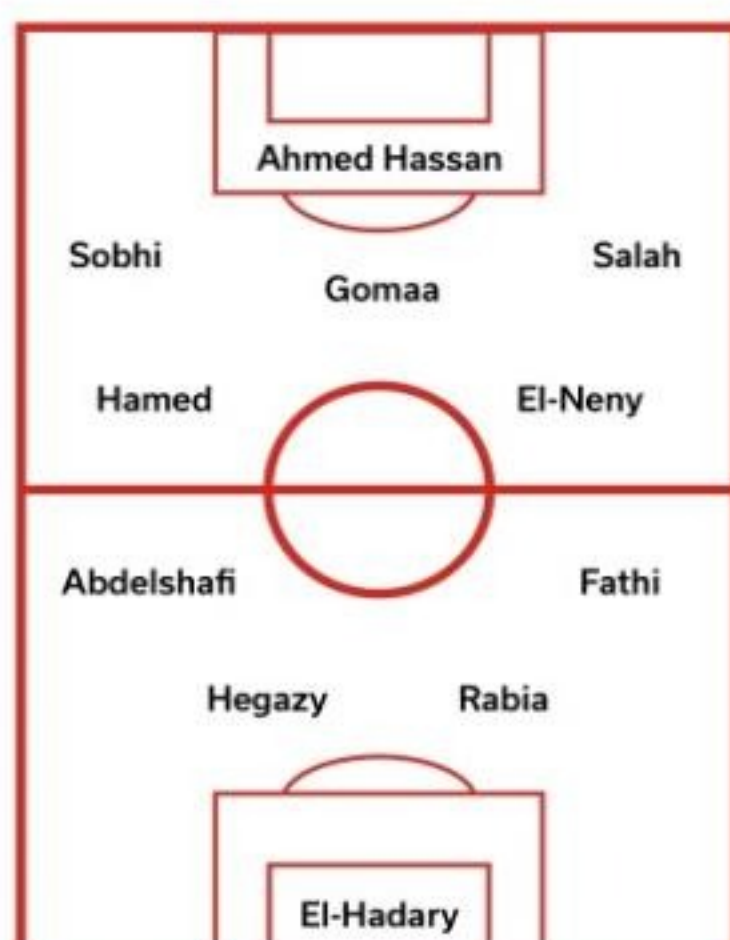 Ahmed Hassan
Sobhi
Salah
Gomaa
Hamed
El-Neny
Abdelshafi
Fathi
Hegazy
Rabia
El-Hadary